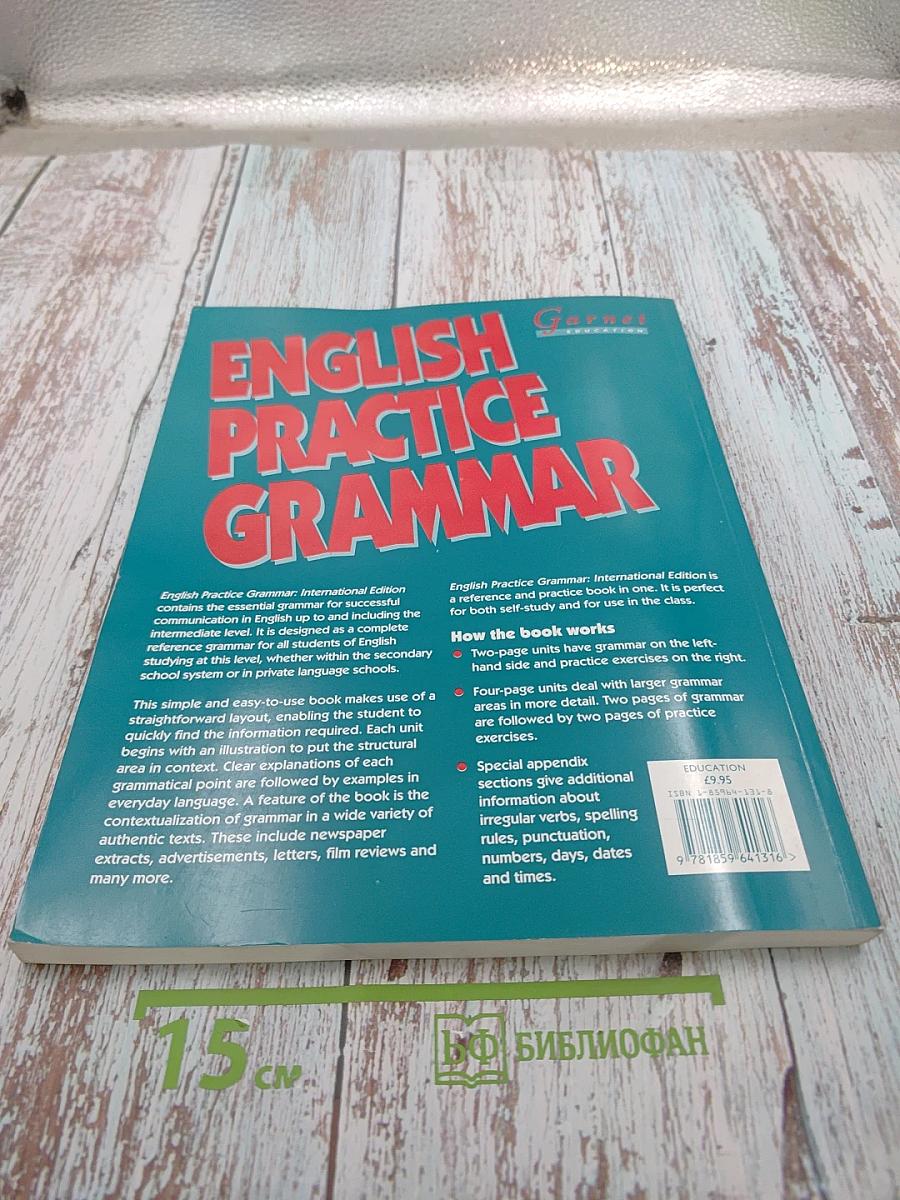 Garnet
EDUCATION
ENGLISH
PRACTICE
GRAMMAR
English Practice Grammar: International Edition
contains the essential grammar for successful
communication in English up to and including the
intermediate level. It is designed as a complete
reference grammar for all students of English
studying at this level, whether within the secondary
school system or in private language schools.
This simple and easy-to-use book makes use of a
straightforward layout, enabling the student to
quickly find the information required. Each unit
begins with an illustration to put the structural
area in context. Clear explanations of each
grammatical point are followed by examples in
everyday language. A feature of the book is the
contextualization of grammar in a wide variety of
authentic texts. These include newspaper
extracts, advertisements, letters, film reviews and
many more.
English Practice Grammar: International Edition is
a reference and practice book in one. It is perfect
for both self-study and for use in the class.
How the book works
Two-page units have grammar on the left-
hand side and practice exercises on the right.
Four-page units deal with larger grammar
areas in more detail. Two pages of grammar
are followed by two pages of practice
exercises.
Special appendix
sections give additional
information about
irregular verbs, spelling
rules, punctuation,
numbers, days, dates
and times.
EDUCATION
£9.95
ISBN 1-85964-131-8
9 781859 641316 >
15 см
БФ БИБЛИОФАН